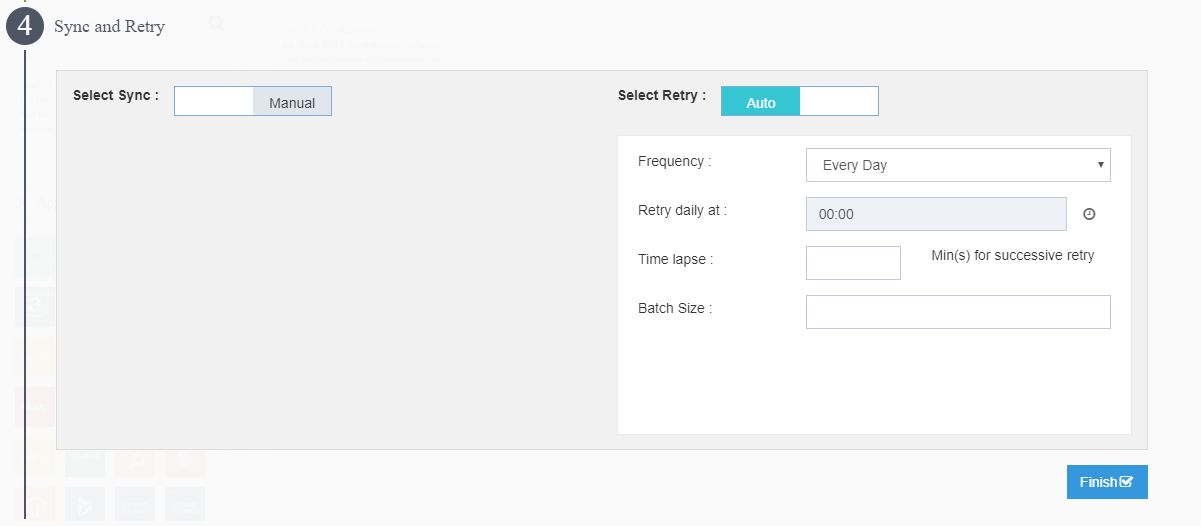 4 Sync and Retry
Select Sync : Manual
Select Retry : Auto
Frequency : Every Day
Retry daily at : 00:00
Time lapse : Min(s) for successive retry
Batch Size :
Finish